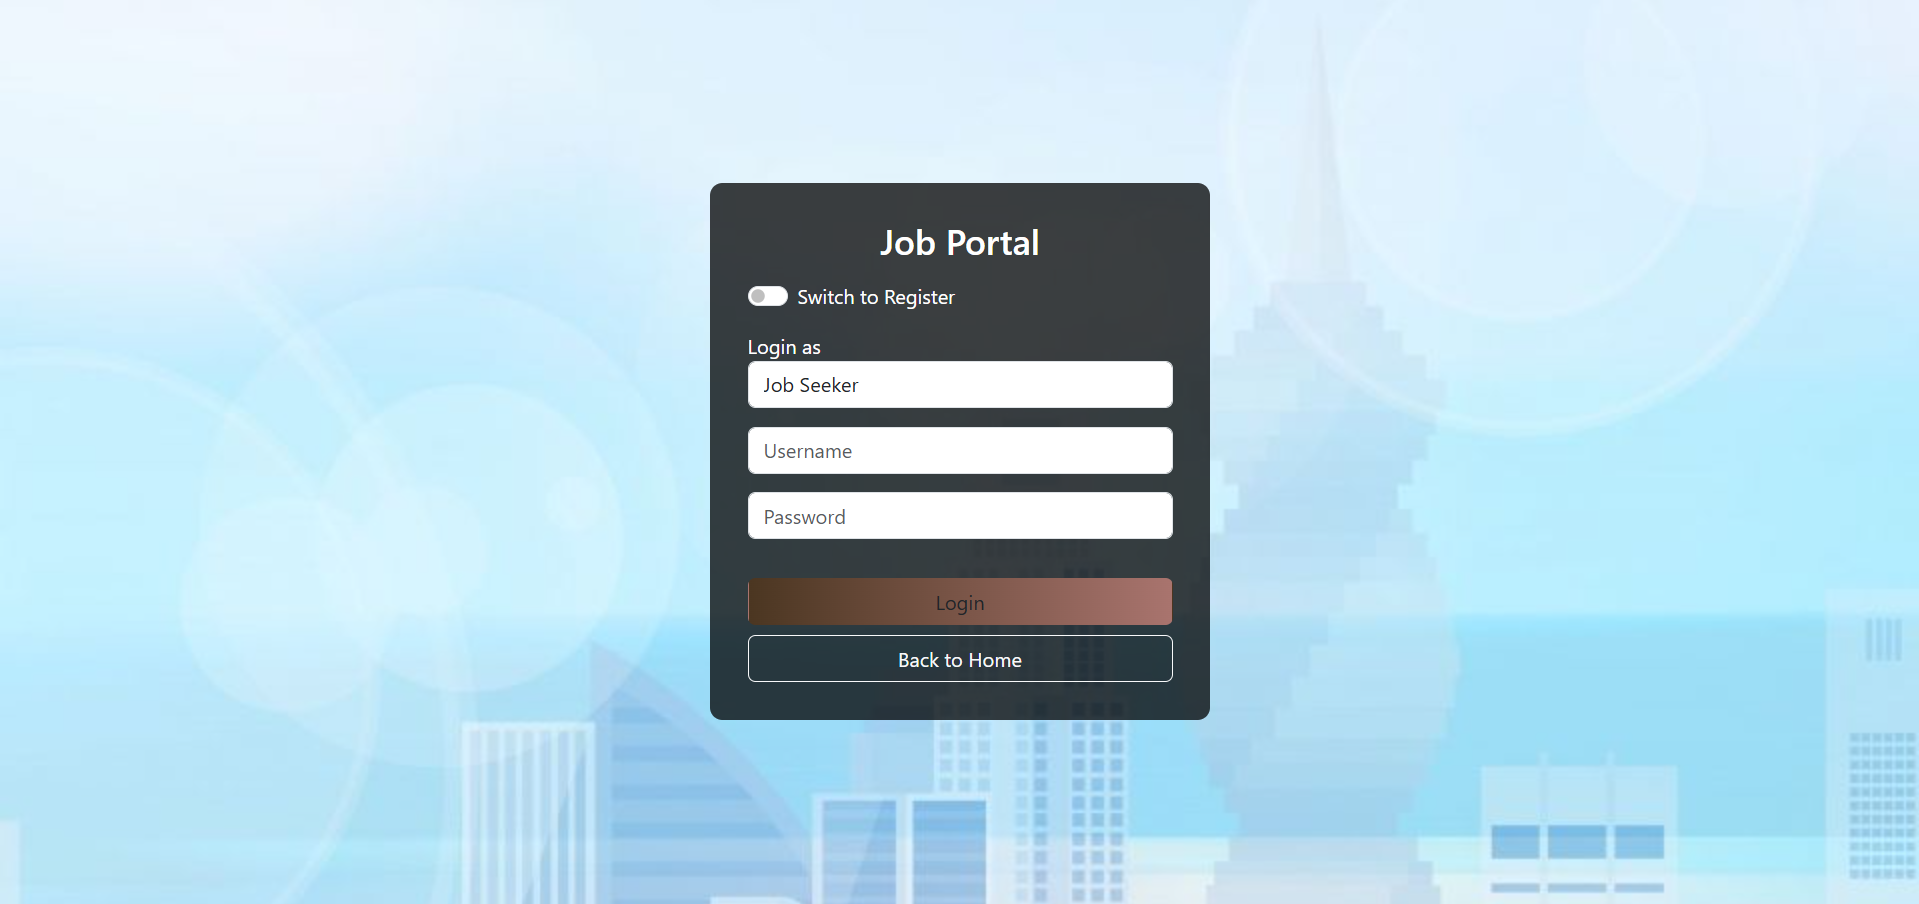 Job Portal
Switch to Register
Login as
Job Seeker
Username
Password
Login
Back to Home